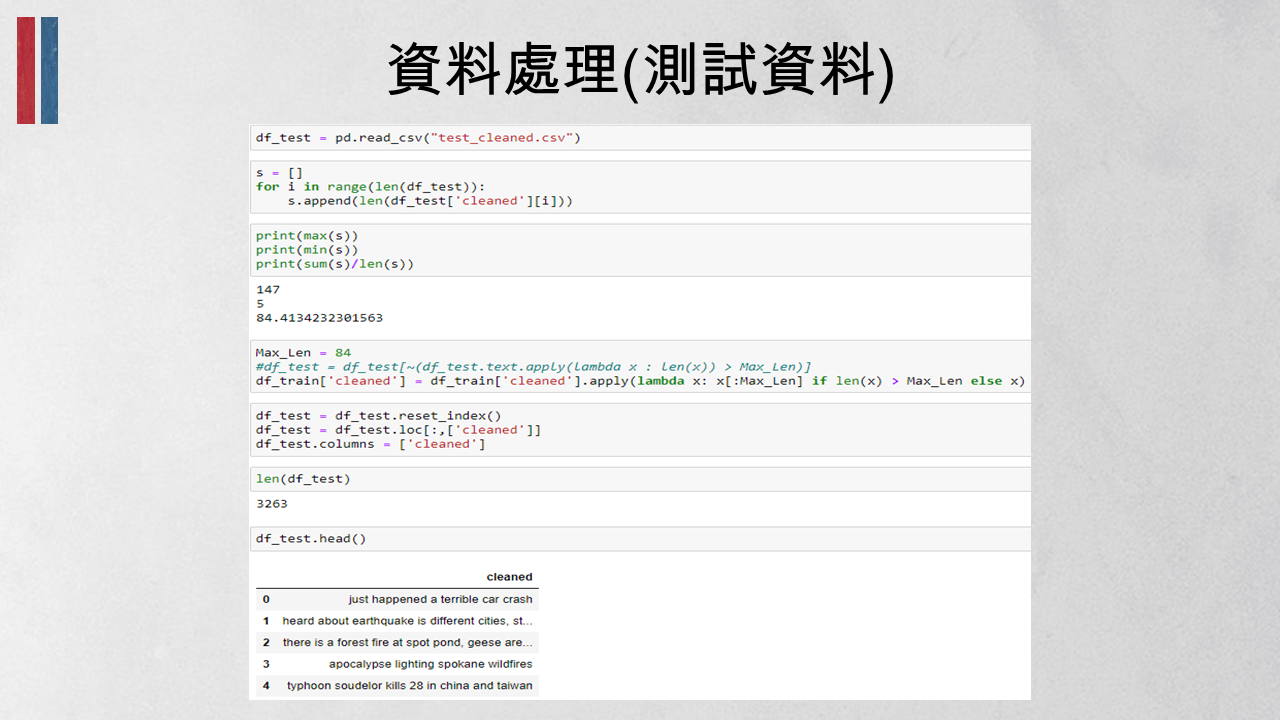 資料處理(測試資料)
df_test = pd.read_csv("test_cleaned.csv")
s = []
for i in range(len(df_test)):
    s.append(len(df_test['cleaned'][i]))
print(max(s))
print(min(s))
print(sum(s)/len(s))
147
5
84.4134232301563
Max_Len = 84
#df_test = df_test[~(df_test.text.apply(lambda x : len(x)) > Max_Len)]
df_train['cleaned'] = df_train['cleaned'].apply(lambda x: x[:Max_Len] if len(x) > Max_Len else x)
df_test = df_test.reset_index()
df_test = df_test.loc[:,['cleaned']]
df_test.columns = ['cleaned']
len(df_test)
3263
df_test.head()
cleaned
0 just happened a terrible car crash
1 heard about earthquake is different cities, st...
2 there is a forest fire at spot pond, geese are...
3 apocalypse lighting spokane wildfires
4 typhoon soudelor kills 28 in china and taiwan